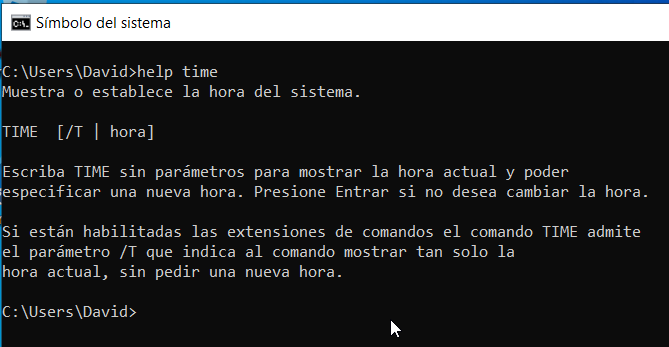 Símbolo del sistema
C:\Users\David>help time
Muestra o establece la hora del sistema.
TIME  [/T | hora]
Escriba TIME sin parámetros para mostrar la hora actual y poder
especificar una nueva hora. Presione Entrar si no desea cambiar la hora.
Si están habilitadas las extensiones de comandos el comando TIME admite
el parámetro /T que indica al comando mostrar tan solo la
hora actual, sin pedir una nueva hora.
C:\Users\David>